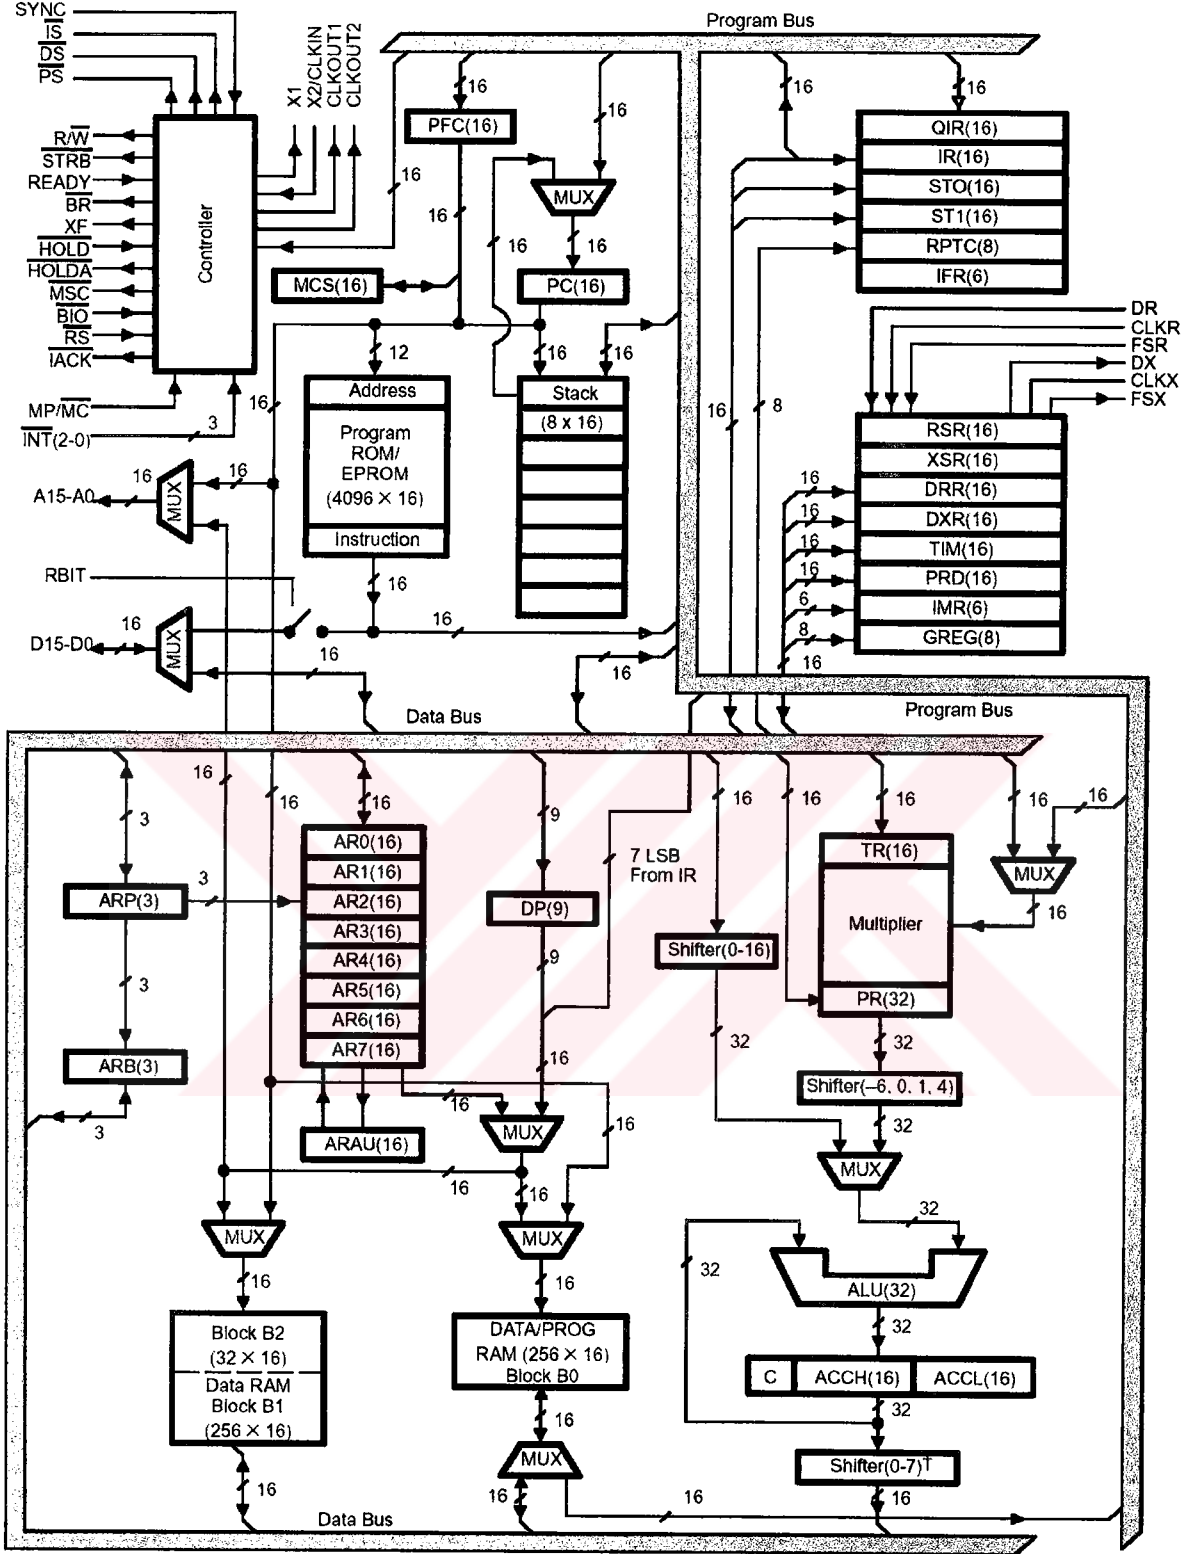 SYNC
IS
DS
PS
R/W
STRB
READY
BR
XF
HOLD
HOLDA
MSC
BIO
RS
IACK
MP/MC
INT(2-0)
3
Controller
X1
X2/CLKIN
CLKOUT1
CLKOUT2
Program Bus
16
PFC(16)
16
16
16
MUX
16
16
16
MCS(16)
PC(16)
12
16
16
16
Address
Program
ROM/
EPROM
(4096 × 16)
Instruction
16
Stack
(8 x 16)
16
16
QIR(16)
IR(16)
STO(16)
ST1(16)
RPTC(8)
IFR(6)
16
8
DR
CLKR
FSR
DX
CLKX
FSX
RSR(16)
XSR(16)
DRR(16)
DXR(16)
TIM(16)
PRD(16)
IMR(6)
GREG(8)
16
16
16
16
6
8
16
A15-A0
16
MUX
16
RBIT
D15-D0
16
MUX
16
16
16
Data Bus
Program Bus
16
16
3
16
9
7 LSB
From IR
16
16
16
16
16
ARP(3)
3
AR0(16)
AR1(16)
AR2(16)
AR3(16)
AR4(16)
AR5(16)
AR6(16)
AR7(16)
DP(9)
9
16
TR(16)
Multiplier
PR(32)
MUX
16
Shifter(0-16)
32
32
3
ARB(3)
3
ARAU(16)
16
MUX
16
16
16
Shifter(–6, 0, 1, 4)
32
MUX
32
MUX
16
MUX
16
32
ALU(32)
32
Block B2
(32 × 16)
Data RAM
Block B1
(256 × 16)
16
DATA/PROG
RAM (256 × 16)
Block B0
16
MUX
16
16
C
ACCH(16)
ACCL(16)
32
Shifter(0-7)T
16
Data Bus